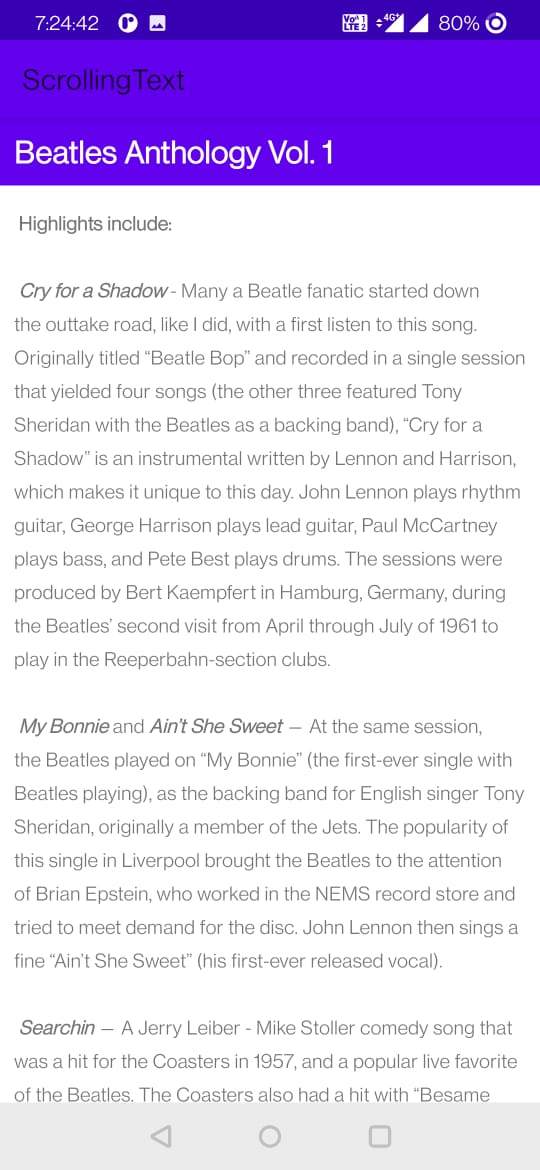 7:24:42 VoA 1 LTE 2 4G+ 80%
ScrollingText
Beatles Anthology Vol. 1
Highlights include:
Cry for a Shadow - Many a Beatle fanatic started down
the outtake road, like I did, with a first listen to this song.
Originally titled “Beatle Bop” and recorded in a single session
that yielded four songs (the other three featured Tony
Sheridan with the Beatles as a backing band), “Cry for a
Shadow” is an instrumental written by Lennon and Harrison,
which makes it unique to this day. John Lennon plays rhythm
guitar, George Harrison plays lead guitar, Paul McCartney
plays bass, and Pete Best plays drums. The sessions were
produced by Bert Kaempfert in Hamburg, Germany, during
the Beatles’ second visit from April through July of 1961 to
play in the Reeperbahn-section clubs.
My Bonnie and Ain’t She Sweet — At the same session,
the Beatles played on “My Bonnie” (the first-ever single with
Beatles playing), as the backing band for English singer Tony
Sheridan, originally a member of the Jets. The popularity of
this single in Liverpool brought the Beatles to the attention
of Brian Epstein, who worked in the NEMS record store and
tried to meet demand for the disc. John Lennon then sings a
fine “Ain’t She Sweet” (his first-ever released vocal).
Searchin — A Jerry Leiber - Mike Stoller comedy song that
was a hit for the Coasters in 1957, and a popular live favorite
of the Beatles. The Coasters also had a hit with “Besame